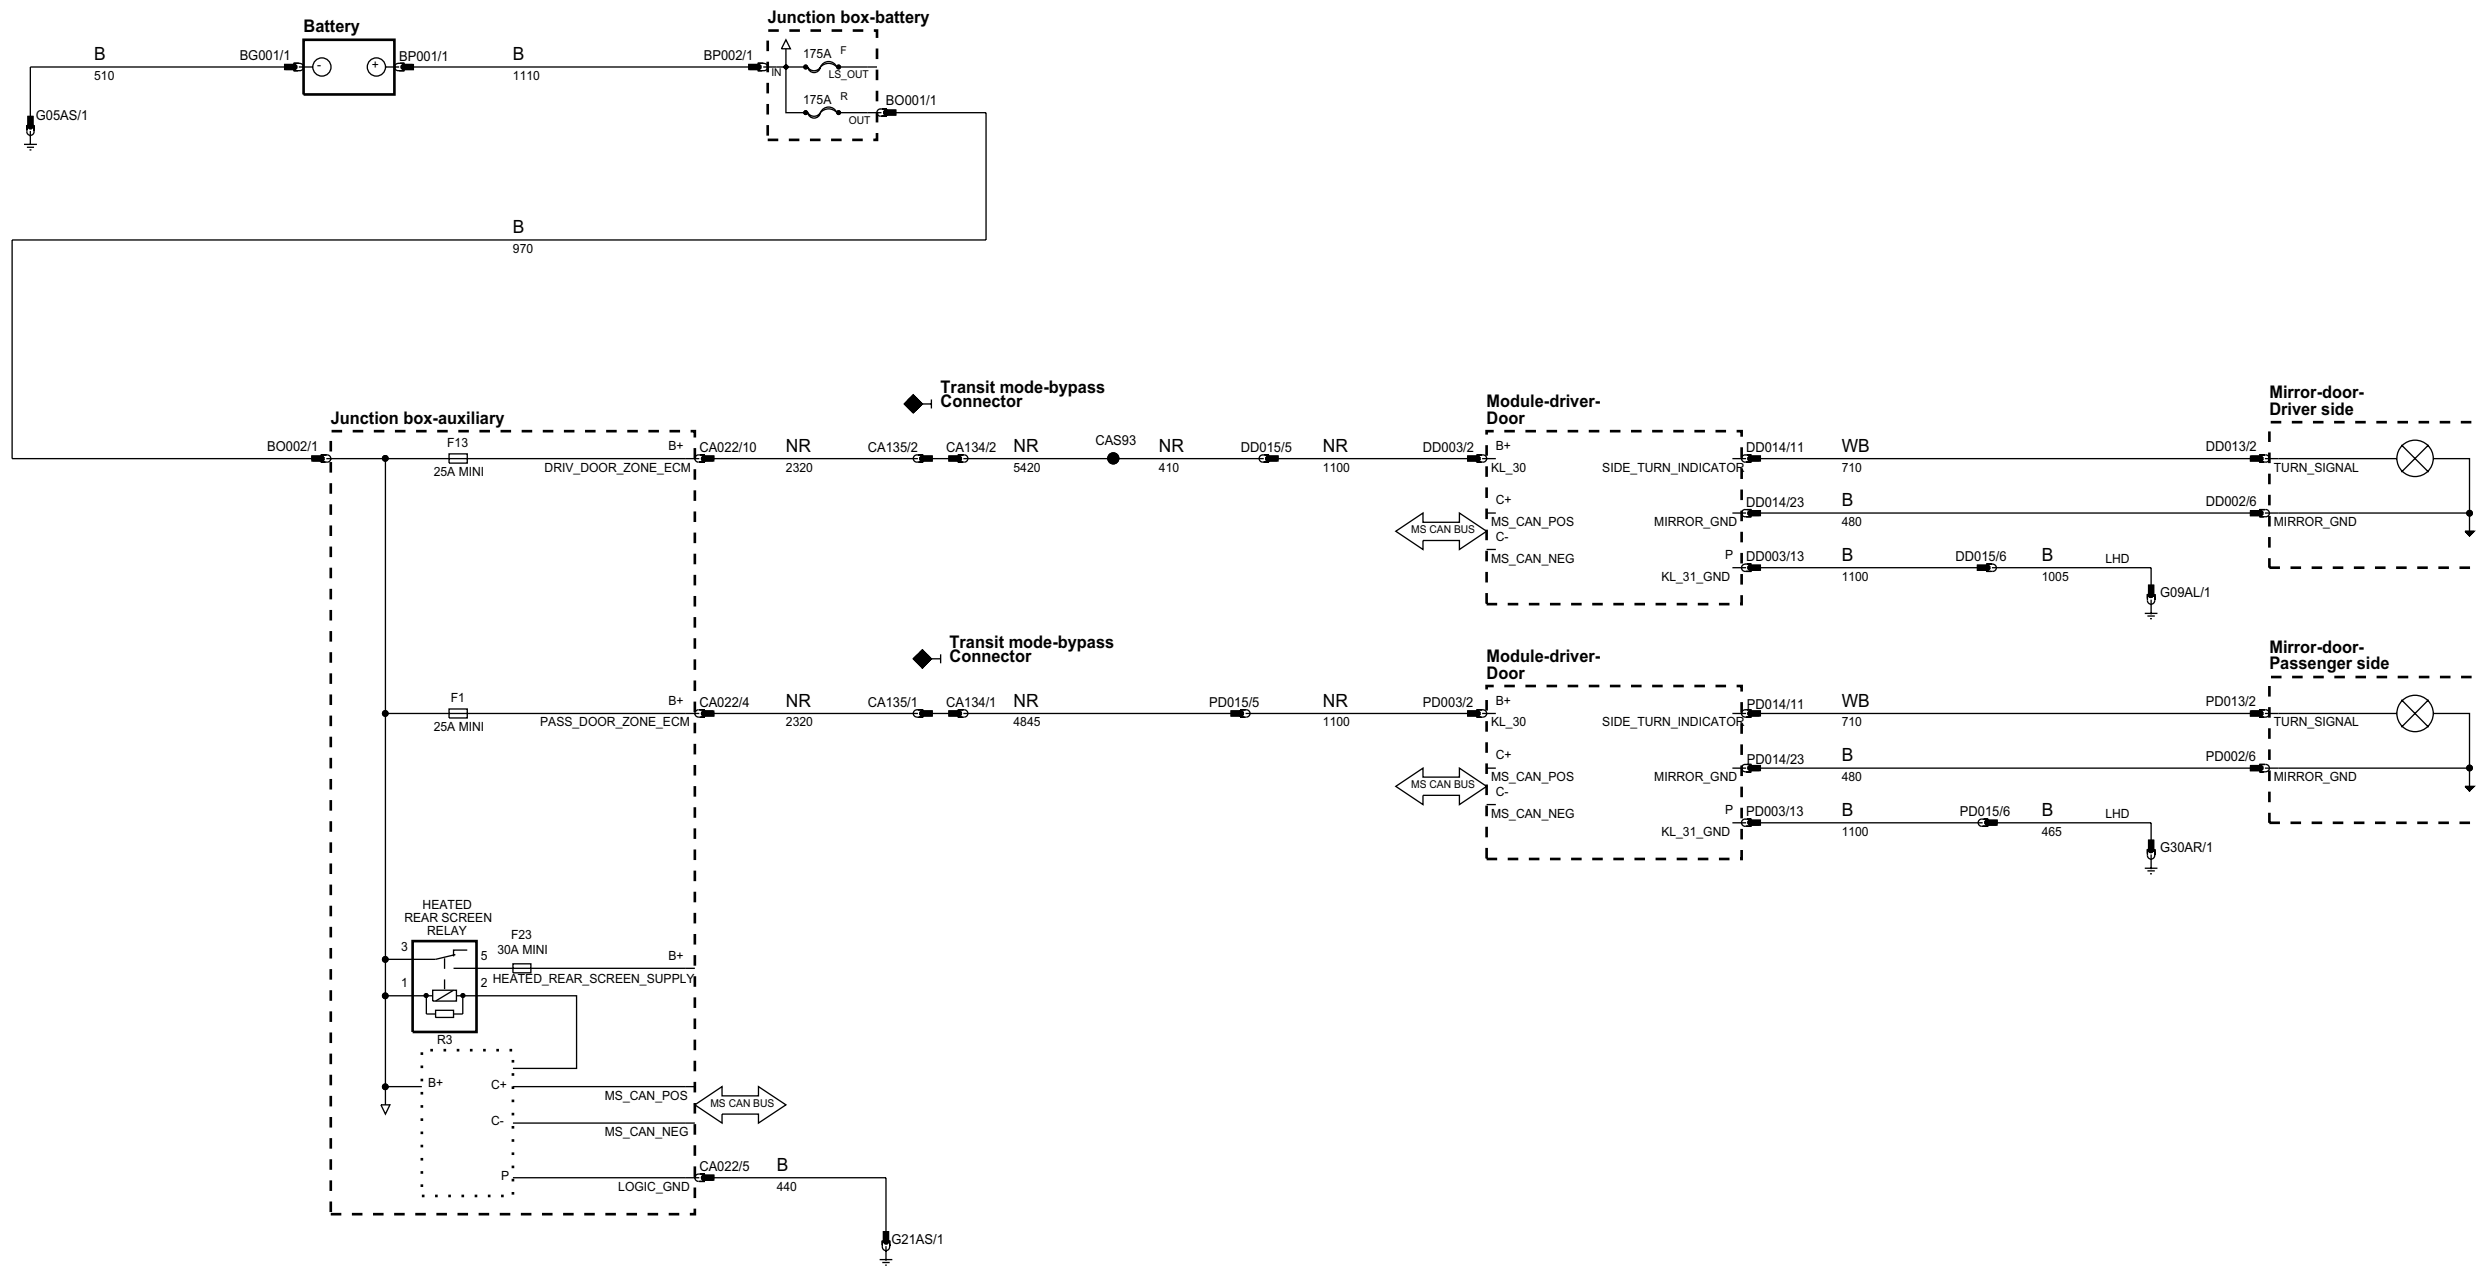 Battery
Junction box-battery
B
510
BG001/1
-
+
BP001/1
B
1110
BP002/1
IN
175A F
LS_OUT
175A R
OUT
BO001/1
G05AS/1
B
970
Transit mode-bypass
Connector
Junction box-auxiliary
Module-driver-
Door
Mirror-door-
Driver side
BO002/1
F13
25A MINI
B+
DRIV_DOOR_ZONE_ECM
CA022/10
NR
2320
CA135/2
CA134/2
NR
5420
CAS93
NR
410
DD015/5
NR
1100
DD003/2
B+
KL_30
SIDE_TURN_INDICATOR
DD014/11
WB
710
DD013/2
TURN_SIGNAL
MS CAN BUS
C+
MS_CAN_POS
C-
MS_CAN_NEG
MIRROR_GND
DD014/23
B
480
DD002/6
MIRROR_GND
P
KL_31_GND
DD003/13
B
1100
DD015/6
B
1005
LHD
G09AL/1
Transit mode-bypass
Connector
Module-driver-
Door
Mirror-door-
Passenger side
F1
25A MINI
B+
PASS_DOOR_ZONE_ECM
CA022/4
NR
2320
CA135/1
CA134/1
NR
4845
PD015/5
NR
1100
PD003/2
B+
KL_30
SIDE_TURN_INDICATOR
PD014/11
WB
710
PD013/2
TURN_SIGNAL
MS CAN BUS
C+
MS_CAN_POS
C-
MS_CAN_NEG
MIRROR_GND
PD014/23
B
480
PD002/6
MIRROR_GND
P
KL_31_GND
PD003/13
B
1100
PD015/6
B
465
LHD
G30AR/1
HEATED
REAR SCREEN
RELAY
3
5
1
2
R3
F23
30A MINI
B+
HEATED_REAR_SCREEN_SUPPLY
B+
C+
MS_CAN_POS
MS CAN BUS
C-
MS_CAN_NEG
P
LOGIC_GND
CA022/5
B
440
G21AS/1